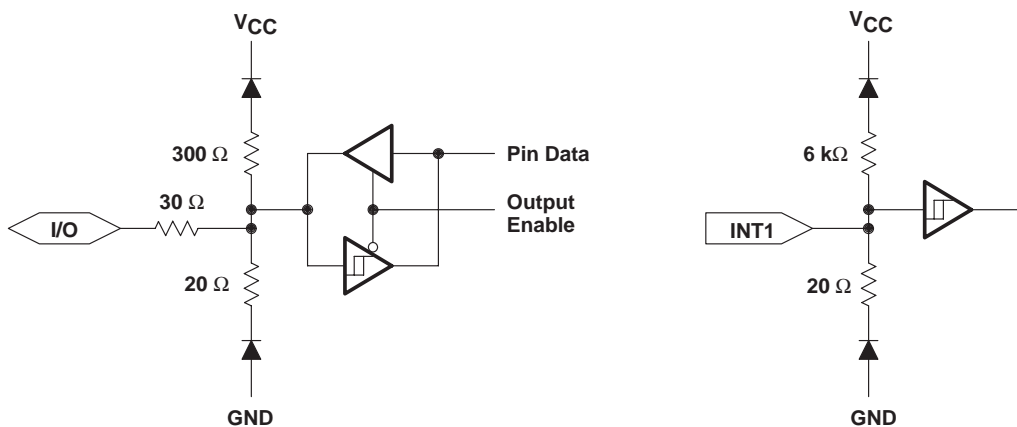 VCC
300 Ω
30 Ω
I/O
20 Ω
GND
Pin Data
Output
Enable
VCC
6 kΩ
INT1
20 Ω
GND